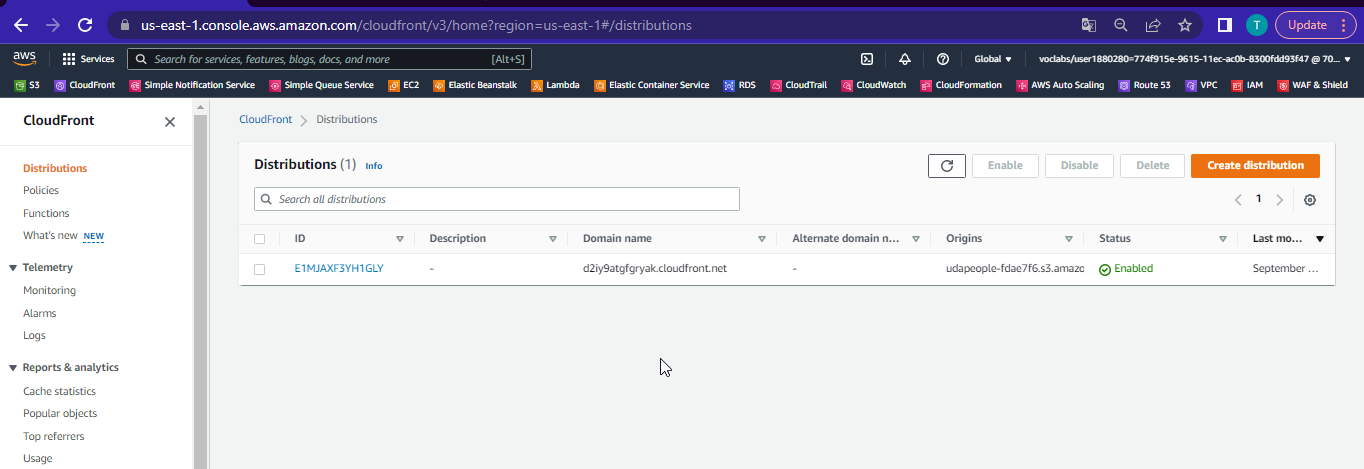 us-east-1.console.aws.amazon.com/cloudfront/v3/home?region=us-east-1#/distributions
T
Update
aws
Services
Search for services, features, blogs, docs, and more [Alt+S]
Global
voclabs/user1880280=774f915e-9615-11ec-ac0b-8300fdd93f47 @ 70...
S3 CloudFront Simple Notification Service Simple Queue Service EC2 Elastic Beanstalk Lambda Elastic Container Service RDS CloudTrail CloudWatch CloudFormation AWS Auto Scaling Route 53 VPC IAM WAF & Shield
CloudFront
Distributions
Policies
Functions
What's new NEW
Telemetry
Monitoring
Alarms
Logs
Reports & analytics
Cache statistics
Popular objects
Top referrers
Usage
CloudFront Distributions
Distributions (1) Info
Enable Disable Delete Create distribution
Search all distributions
1
ID Description Domain name Alternate domain n... Origins Status Last mo...
E1MJAXF3YH1GLY - d2iy9atgfgryak.cloudfront.net - udapeople-fdae7f6.s3.amazo Enabled September ...